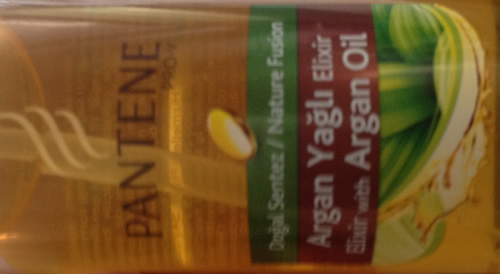 PANTENE
PRO-V
Doğal Sentez / Nature Fusion
Argan Yağlı Elixir
Elixir with Argan Oil